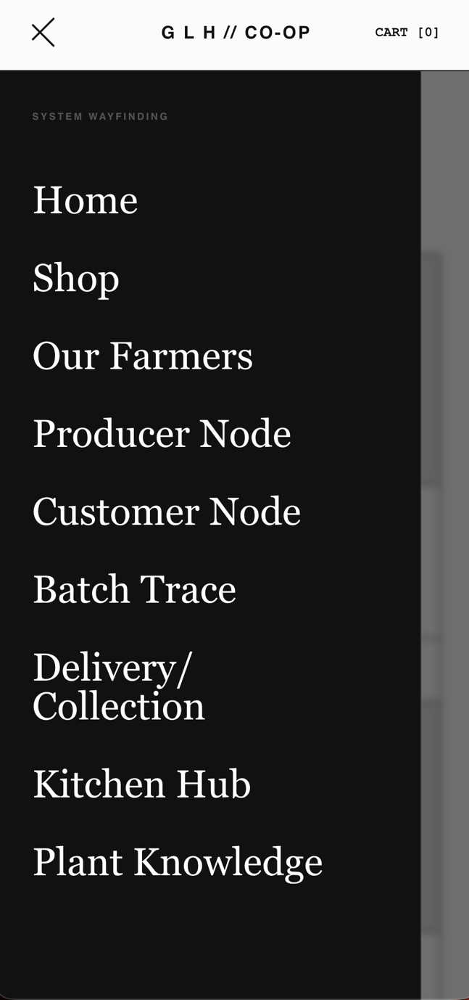 G L H // CO-OP
CART [0]
SYSTEM WAYFINDING
Home
Shop
Our Farmers
Producer Node
Customer Node
Batch Trace
Delivery/
Collection
Kitchen Hub
Plant Knowledge